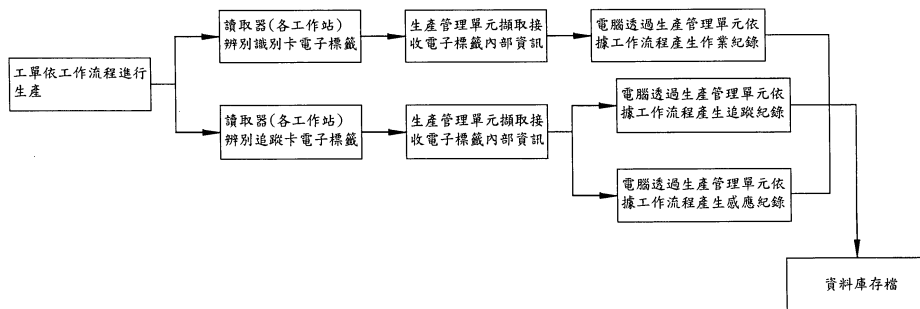 工單依工作流程進行
生產
讀取器(各工作站)
辨別識別卡電子標籤
生產管理單元擷取接
收電子標籤內部資訊
電腦透過生產管理單元依
據工作流程產生作業紀錄
讀取器(各工作站)
辨別追蹤卡電子標籤
生產管理單元擷取接
收電子標籤內部資訊
電腦透過生產管理單元依
據工作流程產生追蹤紀錄
電腦透過生產管理單元依
據工作流程產生感應紀錄
資料庫存檔